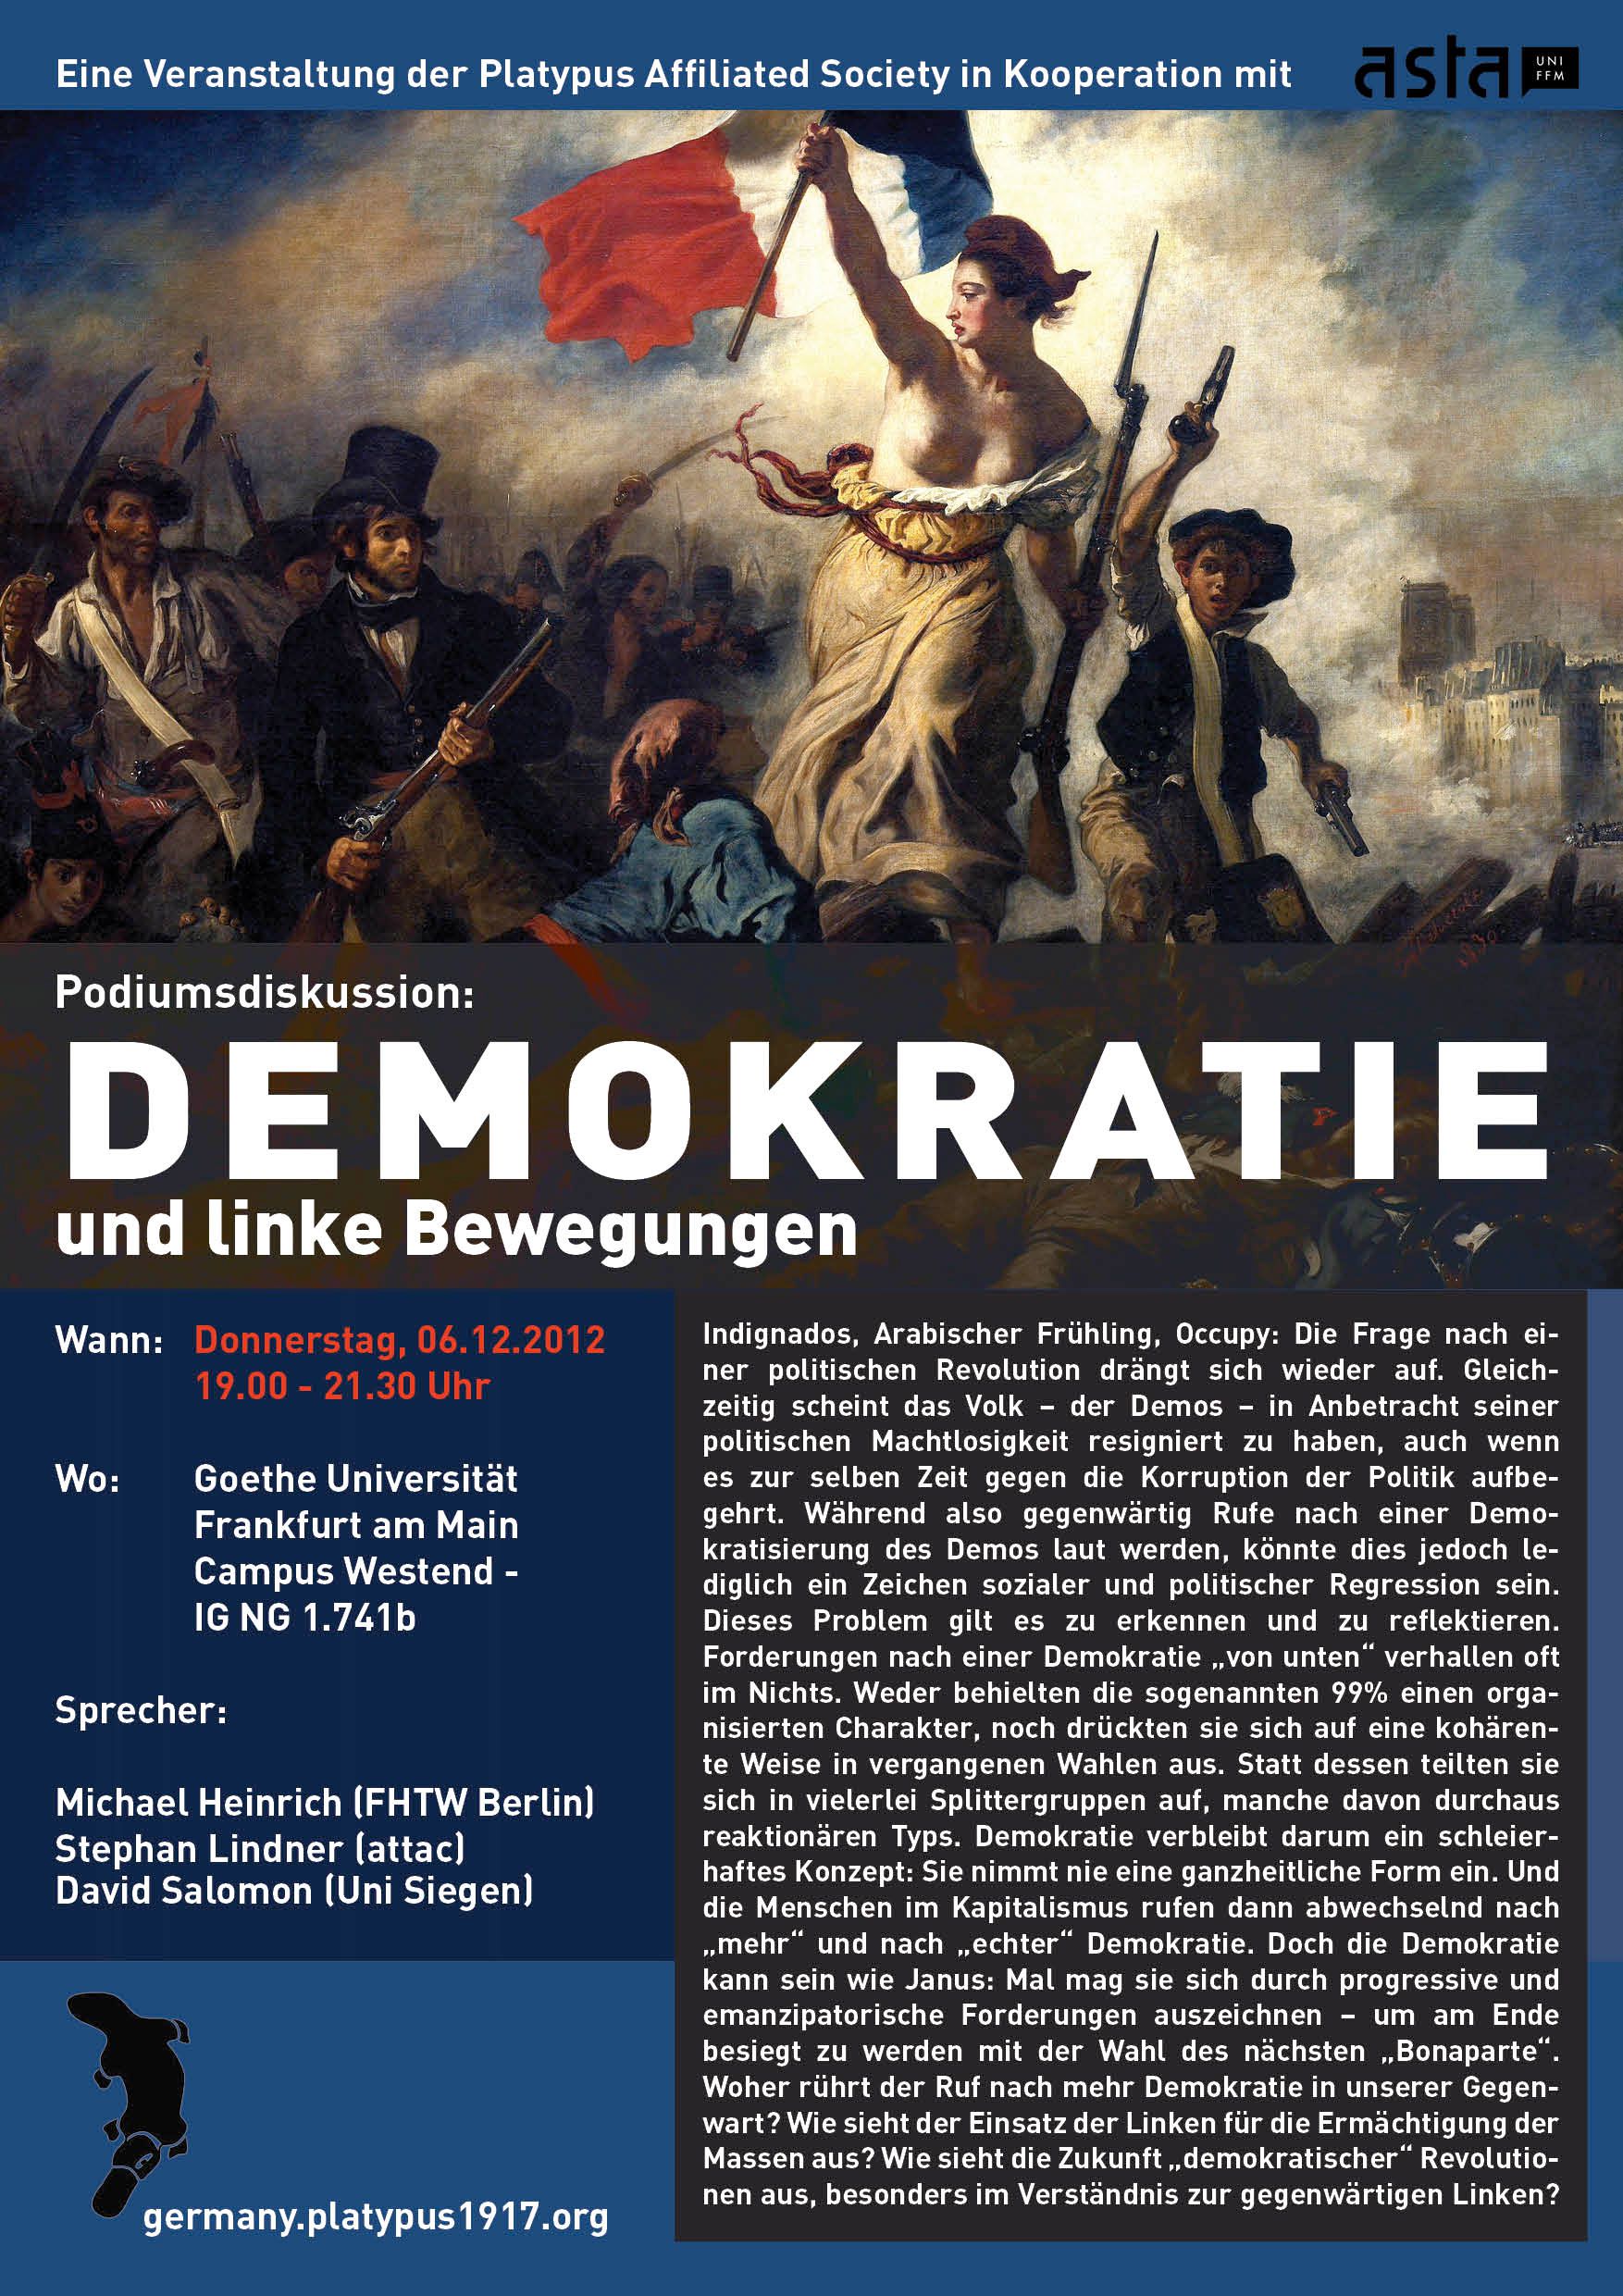 Eine Veranstaltung der Platypus Affiliated Society in Kooperation mit
asta UNI
FFM
Podiumsdiskussion:
DEMOKRATIE
und linke Bewegungen
Wann: Donnerstag, 06.12.2012
19.00 - 21.30 Uhr
Wo: Goethe Universität
Frankfurt am Main
Campus Westend -
IG NG 1.741b
Sprecher:
Michael Heinrich (FHTW Berlin)
Stephan Lindner (attac)
David Salomon (Uni Siegen)
germany.platypus1917.org
Indignados, Arabischer Frühling, Occupy: Die Frage nach ei-
ner politischen Revolution drängt sich wieder auf. Gleich-
zeitig scheint das Volk – der Demos – in Anbetracht seiner
politischen Machtlosigkeit resigniert zu haben, auch wenn
es zur selben Zeit gegen die Korruption der Politik aufbe-
gehrt. Während also gegenwärtig Rufe nach einer Demo-
kratisierung des Demos laut werden, könnte dies jedoch le-
diglich ein Zeichen sozialer und politischer Regression sein.
Dieses Problem gilt es zu erkennen und zu reflektieren.
Forderungen nach einer Demokratie „von unten“ verhallen oft
im Nichts. Weder behielten die sogenannten 99% einen orga-
nisierten Charakter, noch drückten sie sich auf eine kohären-
te Weise in vergangenen Wahlen aus. Statt dessen teilten sie
sich in vielerlei Splittergruppen auf, manche davon durchaus
reaktionären Typs. Demokratie verbleibt darum ein schleier-
haftes Konzept: Sie nimmt nie eine ganzheitliche Form ein. Und
die Menschen im Kapitalismus rufen dann abwechselnd nach
„mehr“ und nach „echter“ Demokratie. Doch die Demokratie
kann sein wie Janus: Mal mag sie sich durch progressive und
emanzipatorische Forderungen auszeichnen – um am Ende
besiegt zu werden mit der Wahl des nächsten „Bonaparte“.
Woher rührt der Ruf nach mehr Demokratie in unserer Gegen-
wart? Wie sieht der Einsatz der Linken für die Ermächtigung der
Massen aus? Wie sieht die Zukunft „demokratischer“ Revolutio-
nen aus, besonders im Verständnis zur gegenwärtigen Linken?